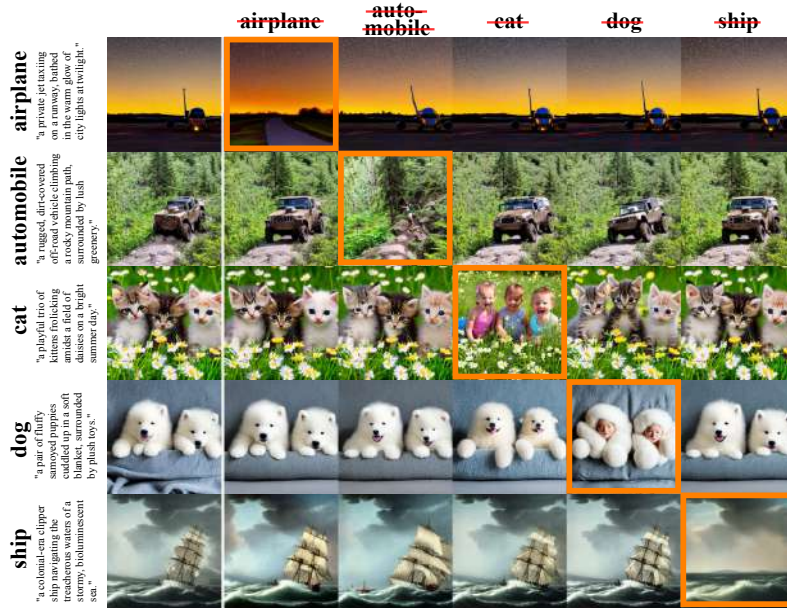 airplane
auto-
mobile
cat
dog
ship
airplane
"a private jet taxiing
on a runway, bathed
in the warm glow of
city lights at twilight."
automobile
"a rugged, dirt-covered
off-road vehicle climbing
a rocky mountain path,
surrounded by lush
greenery."
cat
"a playful trio of
kittens frolicking
amidst a field of
daisies on a bright
summer day."
dog
"a pair of fluffy
samoyed puppies
cuddled up in a soft
blanket, surrounded
by plush toys."
ship
"a colonial-era clipper
ship navigating the
treacherous waters of a
stormy, bioluminescent
sea."